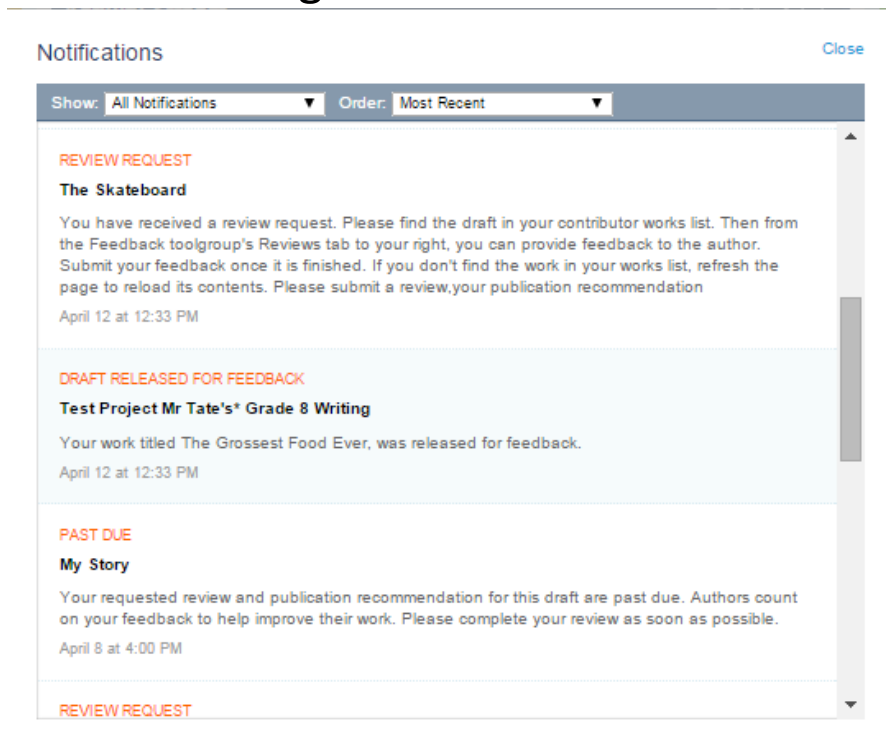 Notifications
Close
Show: All Notifications ▼ Order: Most Recent ▼
REVIEW REQUEST
The Skateboard
You have received a review request. Please find the draft in your contributor works list. Then from
the Feedback toolgroup's Reviews tab to your right, you can provide feedback to the author.
Submit your feedback once it is finished. If you don't find the work in your works list, refresh the
page to reload its contents. Please submit a review,your publication recommendation
April 12 at 12:33 PM
DRAFT RELEASED FOR FEEDBACK
Test Project Mr Tate's* Grade 8 Writing
Your work titled The Grossest Food Ever, was released for feedback.
April 12 at 12:33 PM
PAST DUE
My Story
Your requested review and publication recommendation for this draft are past due. Authors count
on your feedback to help improve their work. Please complete your review as soon as possible.
April 8 at 4:00 PM
REVIEW REQUEST